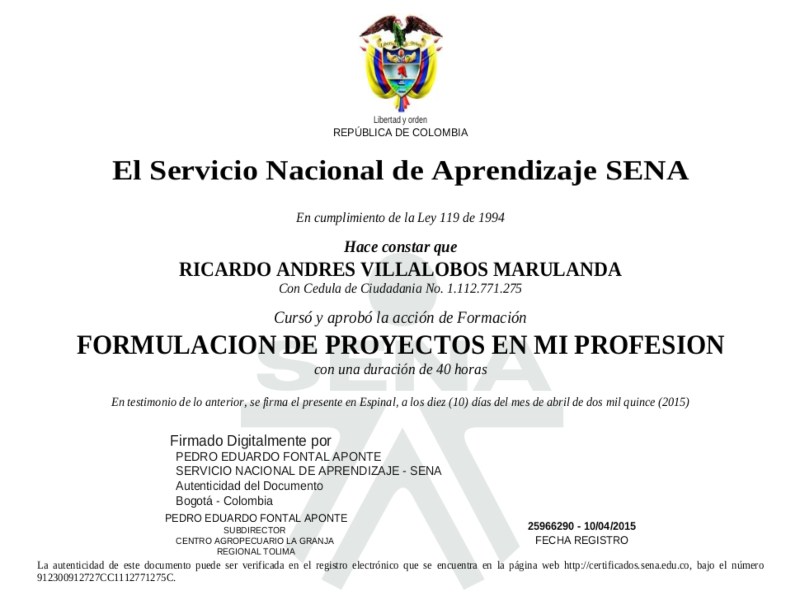 Libertad y orden
REPÚBLICA DE COLOMBIA
El Servicio Nacional de Aprendizaje SENA
En cumplimiento de la Ley 119 de 1994
Hace constar que
RICARDO ANDRES VILLALOBOS MARULANDA
Con Cedula de Ciudadania No. 1.112.771.275
Cursó y aprobó la acción de Formación
FORMULACION DE PROYECTOS EN MI PROFESION
con una duración de 40 horas
SENA
En testimonio de lo anterior, se firma el presente en Espinal, a los diez (10) días del mes de abril de dos mil quince (2015)
Firmado Digitalmente por
PEDRO EDUARDO FONTAL APONTE
SERVICIO NACIONAL DE APRENDIZAJE - SENA
Autenticidad del Documento
Bogotá - Colombia
PEDRO EDUARDO FONTAL APONTE
SUBDIRECTOR
CENTRO AGROPECUARIO LA GRANJA
REGIONAL TOLIMA
25966290 - 10/04/2015
FECHA REGISTRO
La autenticidad de este documento puede ser verificada en el registro electrónico que se encuentra en la página web http://certificados.sena.edu.co, bajo el número
912300912727CC1112771275C.